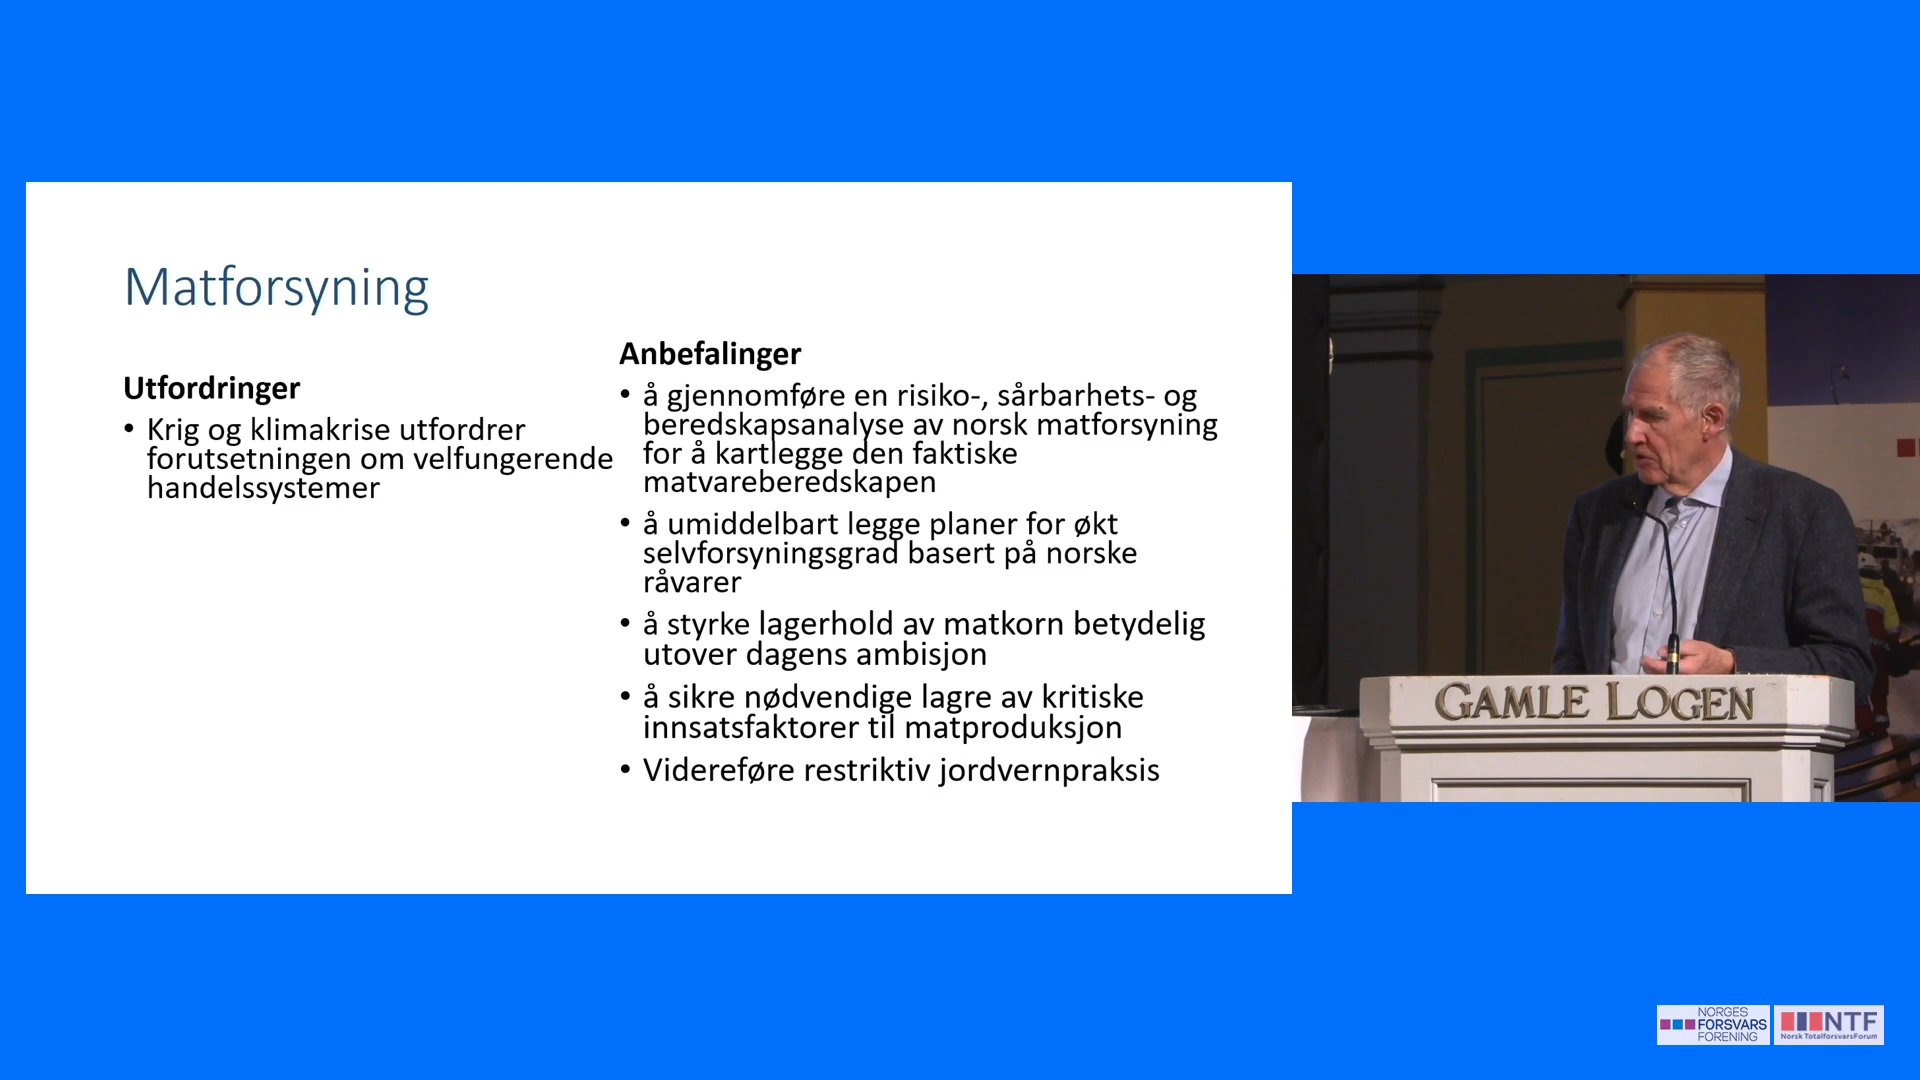 Matforsyning
Utfordringer
• Krig og klimakrise utfordrer
forutsetningen om velfungerende
handelssystemer
Anbefalinger
• å gjennomføre en risiko-, sårbarhets- og
beredskapsanalyse av norsk matforsyning
for å kartlegge den faktiske
matvareberedskapen
• å umiddelbart legge planer for økt
selvforsyningsgrad basert på norske
råvarer
• å styrke lagerhold av matkorn betydelig
utover dagens ambisjon
• å sikre nødvendige lagre av kritiske
innsatsfaktorer til matproduksjon
• Videreføre restriktiv jordvernpraksis
GAMLE LOGEN
NORGES
FORSVARS
FORENING
NTF
Norsk TotalforsvarsForum